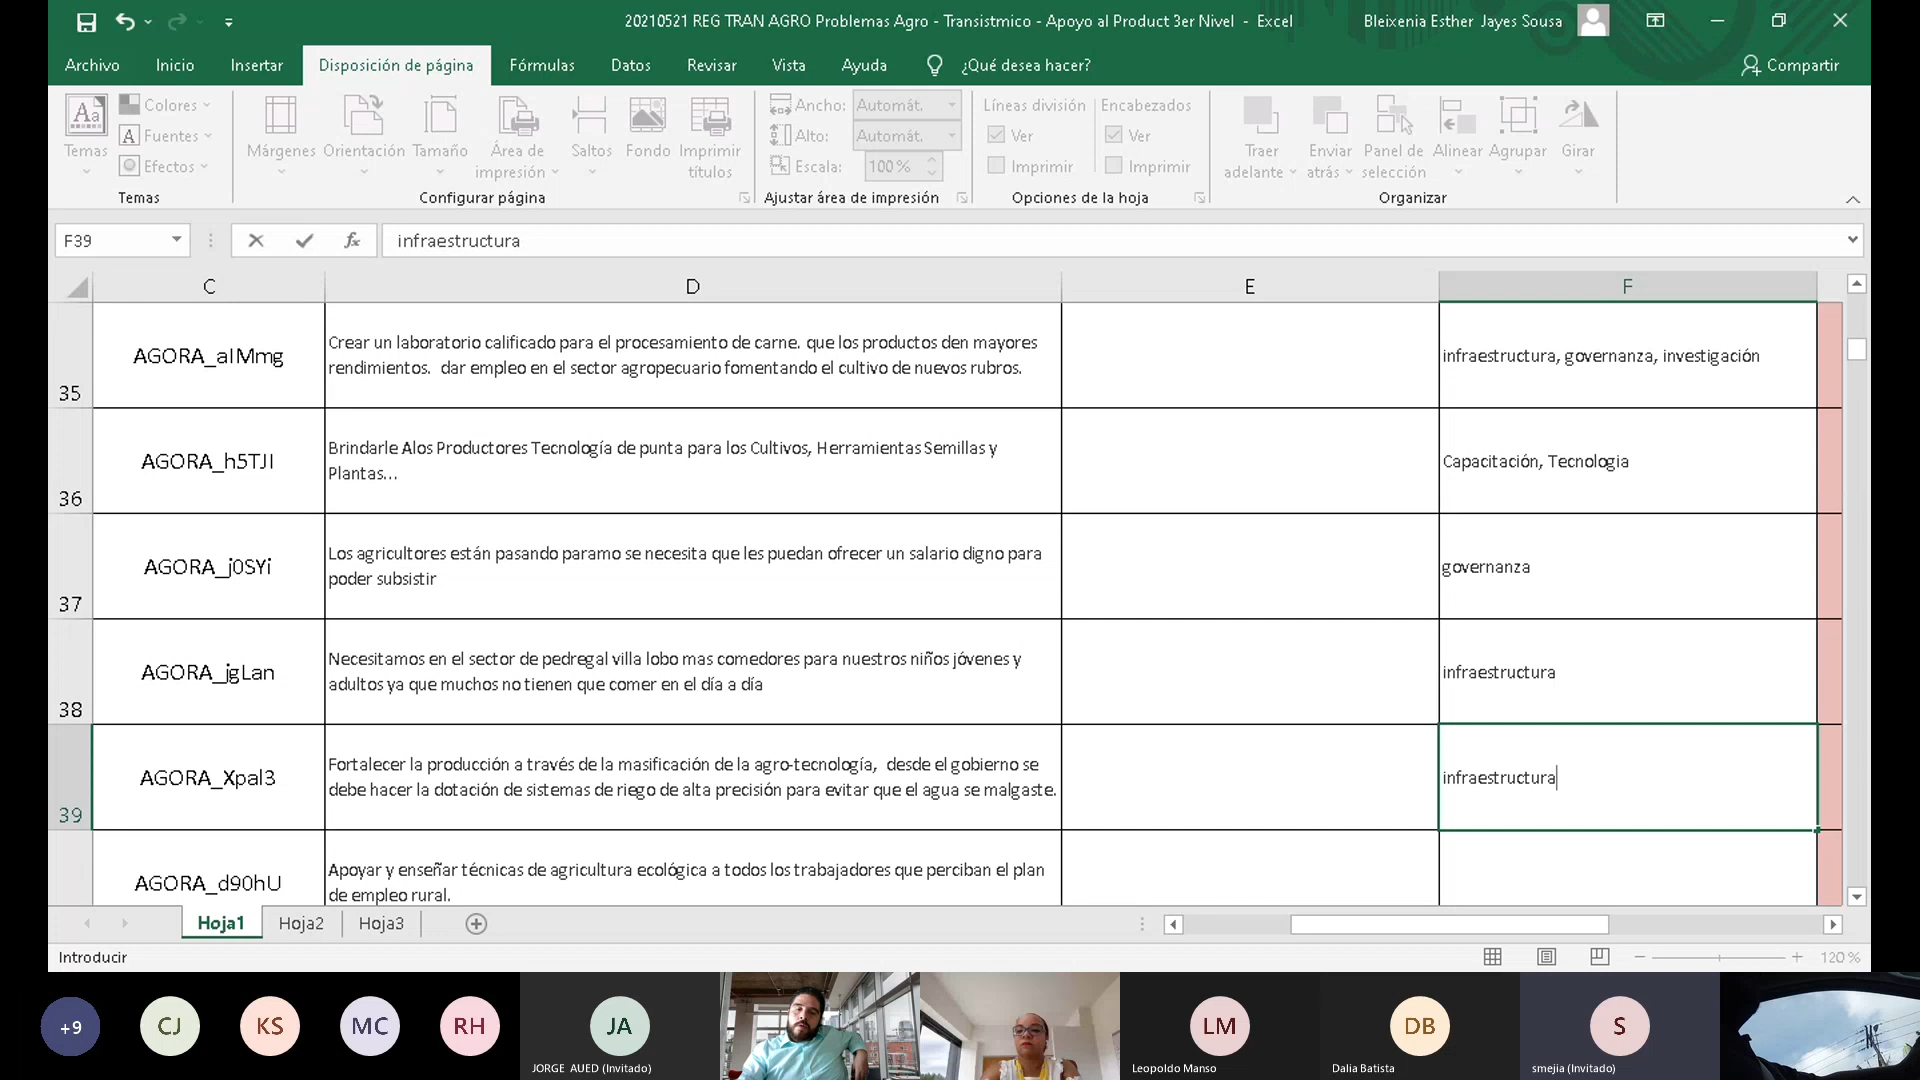 20210521 REG TRAN AGRO Problemas Agro - Transistmico - Apoyo al Product 3er Nivel - Excel
Bleixenia Esther Jayes Sousa
Archivo Inicio Insertar Disposición de página Fórmulas Datos Revisar Vista Ayuda ¿Qué desea hacer? Compartir
Temas
Colores
Fuentes
Efectos
Temas
Márgenes
Orientación
Tamaño
Área de
impresión
Saltos
Fondo
Imprimir
títulos
Configurar página
Ancho: Automát.
Alto: Automát.
Escala: 100 %
Ajustar área de impresión
Líneas división
Ver
Imprimir
Encabezados
Ver
Imprimir
Opciones de la hoja
Traer
adelante
Enviar
atrás
Panel de
selección
Alinear
Agrupar
Girar
Organizar
F39
fx
infraestructura
C D E F
35
AGORA_aIMmg
Crear un laboratorio calificado para el procesamiento de carne. que los productos den mayores
rendimientos. dar empleo en el sector agropecuario fomentando el cultivo de nuevos rubros.
infraestructura, governanza, investigación
36
AGORA_h5TJI
Brindarle Alos Productores Tecnología de punta para los Cultivos, Herramientas Semillas y
Plantas...
Capacitación, Tecnologia
37
AGORA_j0SYi
Los agricultores están pasando paramo se necesita que les puedan ofrecer un salario digno para
poder subsistir
governanza
38
AGORA_jgLan
Necesitamos en el sector de pedregal villa lobo mas comedores para nuestros niños jóvenes y
adultos ya que muchos no tienen que comer en el día a día
infraestructura
39
AGORA_Xpal3
Fortalecer la producción a través de la masificación de la agro-tecnología, desde el gobierno se
debe hacer la dotación de sistemas de riego de alta precisión para evitar que el agua se malgaste.
infraestructura
AGORA_d90hU
Apoyar y enseñar técnicas de agricultura ecológica a todos los trabajadores que perciban el plan
de empleo rural.
Hoja1 Hoja2 Hoja3
Introducir
120 %
+9
CJ
KS
MC
RH
JA
JORGE AUED (Invitado)
LM
Leopoldo Manso
DB
Dalia Batista
S
smejia (Invitado)